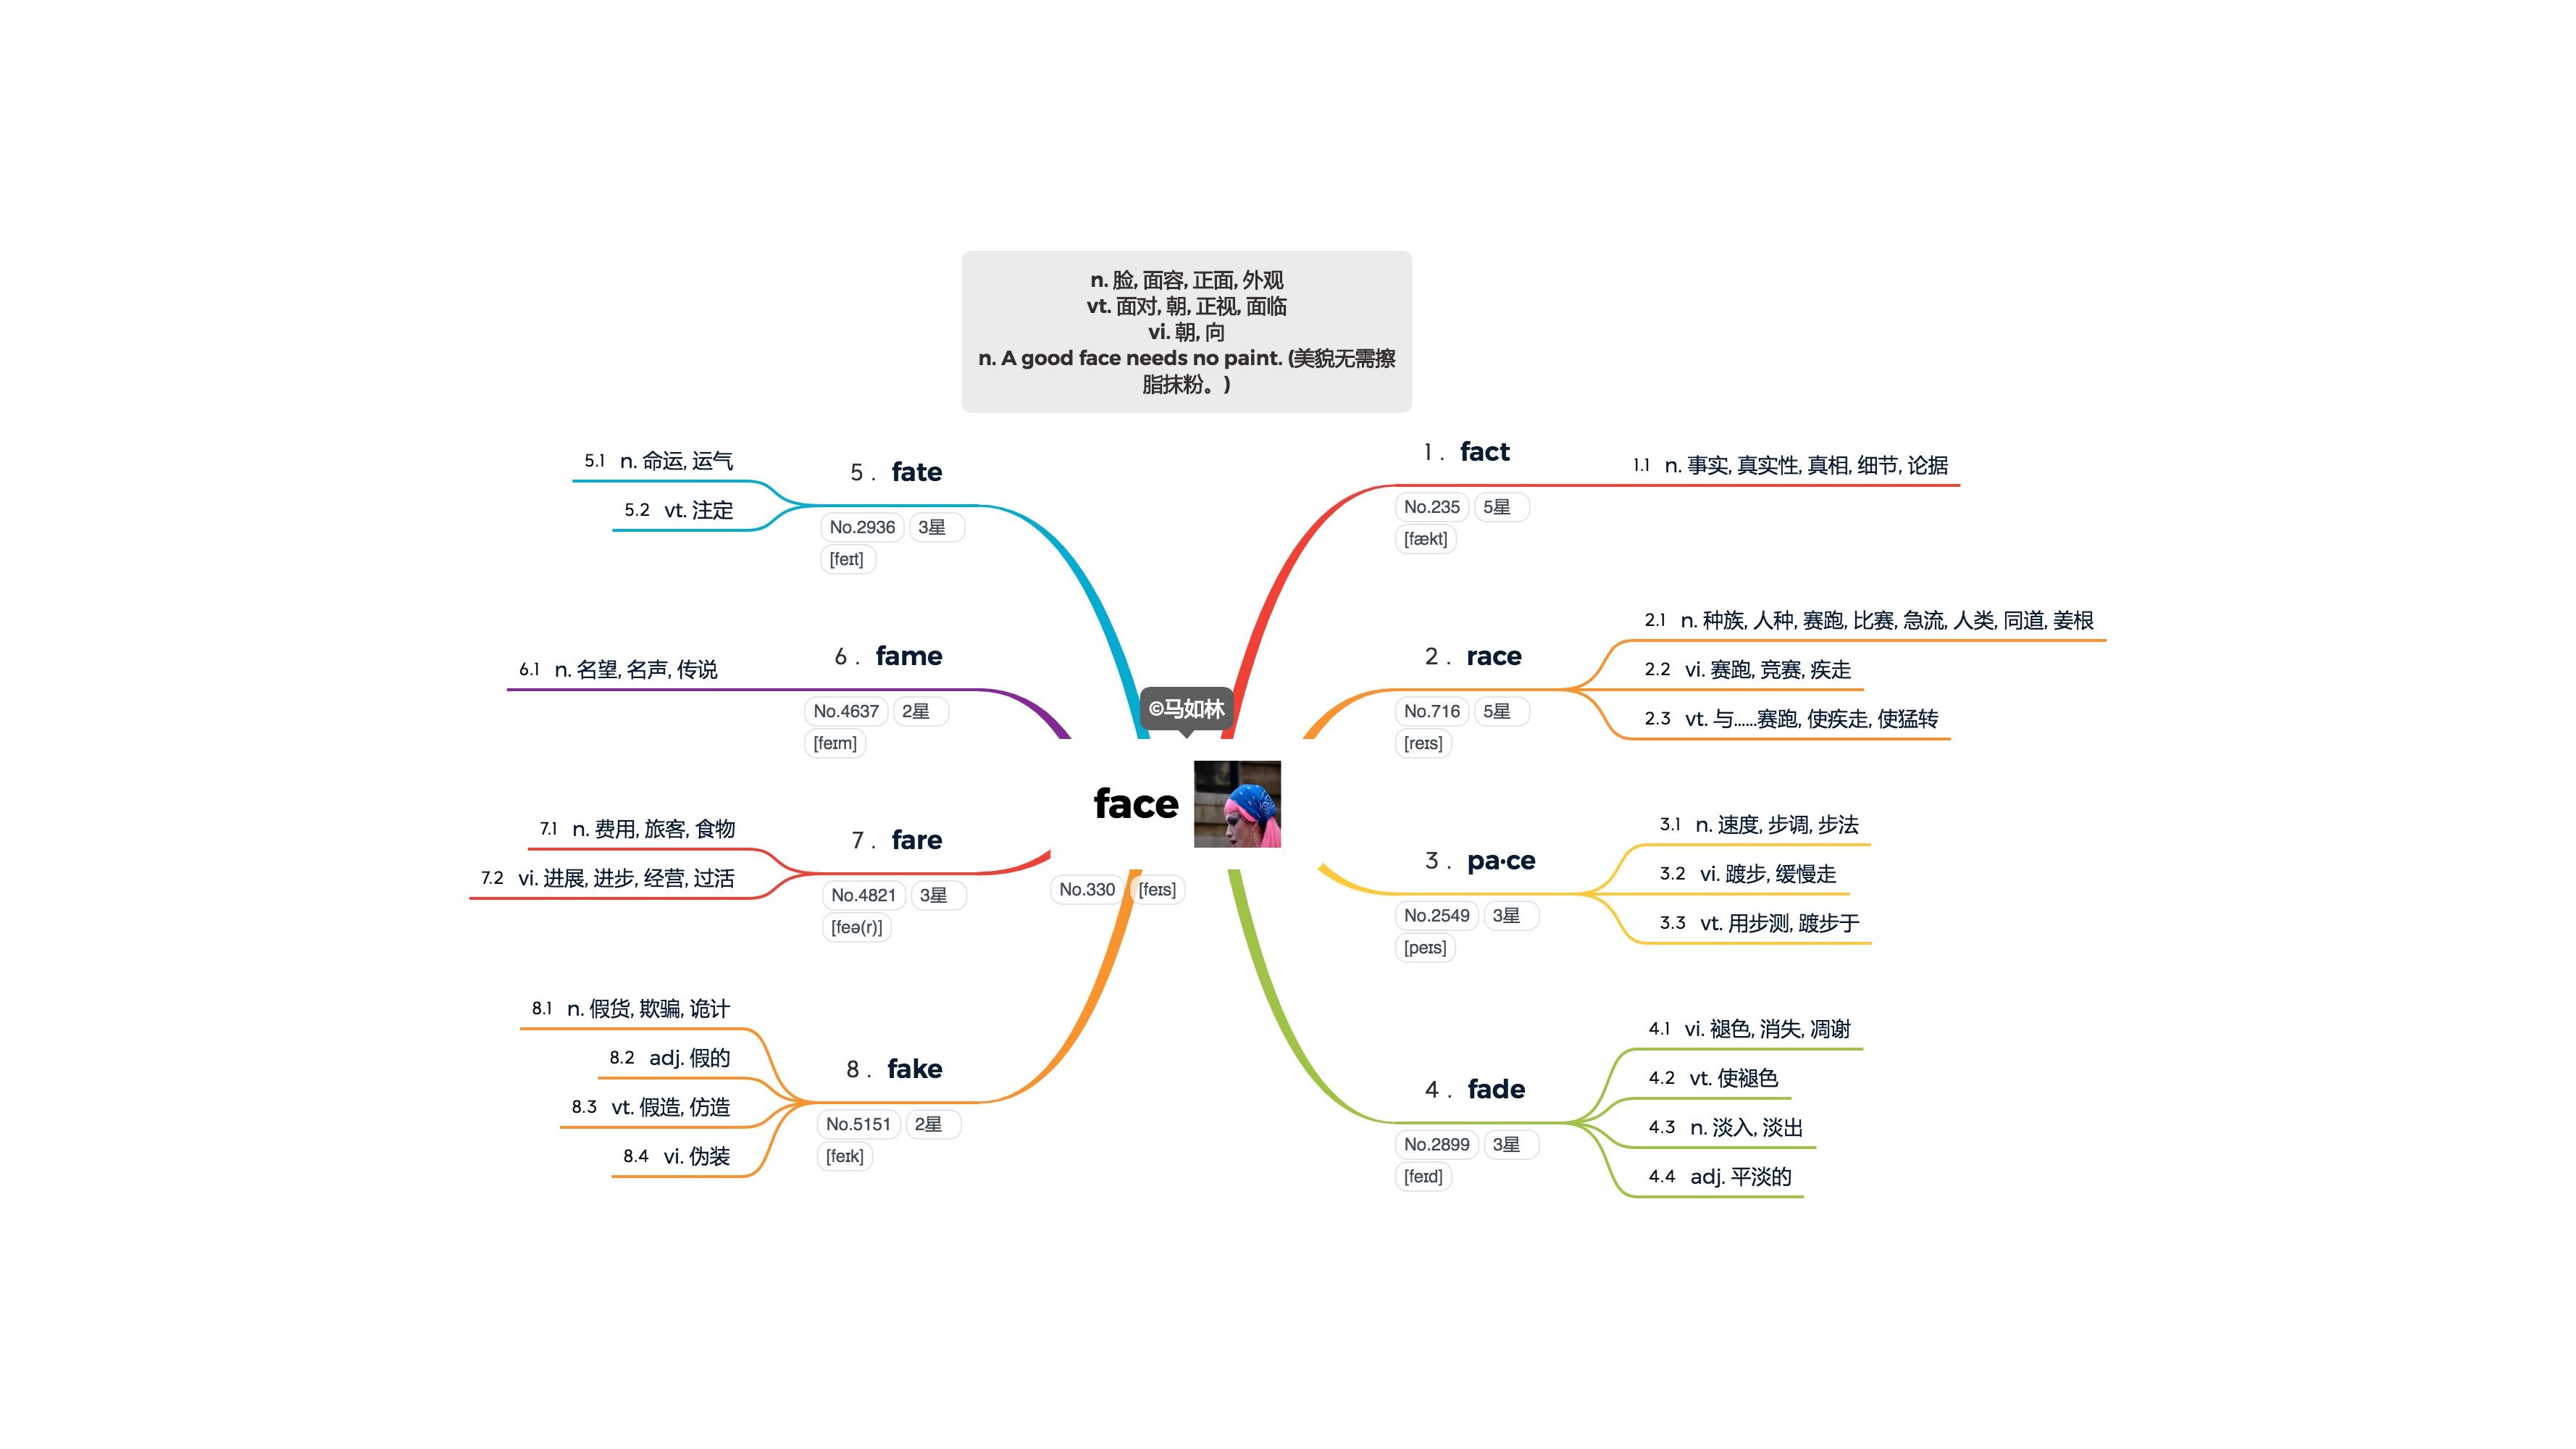 n. 脸, 面容, 正面, 外观
vt. 面对, 朝, 正视, 面临
vi. 朝, 向
n. A good face needs no paint. (美貌无需擦
脂抹粉。)
©马如林
face
No.330 [feɪs]
1 . fact
No.235 5星
[fækt]
1.1 n. 事实, 真实性, 真相, 细节, 论据
2 . race
No.716 5星
[reɪs]
2.1 n. 种族, 人种, 赛跑, 比赛, 急流, 人类, 同道, 姜根
2.2 vi. 赛跑, 竞赛, 疾走
2.3 vt. 与......赛跑, 使疾走, 使猛转
3 . pa·ce
No.2549 3星
[peɪs]
3.1 n. 速度, 步调, 步法
3.2 vi. 踱步, 缓慢走
3.3 vt. 用步测, 踱步于
4 . fade
No.2899 3星
[feɪd]
4.1 vi. 褪色, 消失, 凋谢
4.2 vt. 使褪色
4.3 n. 淡入, 淡出
4.4 adj. 平淡的
5 . fate
No.2936 3星
[feɪt]
5.1 n. 命运, 运气
5.2 vt. 注定
6 . fame
No.4637 2星
[feɪm]
6.1 n. 名望, 名声, 传说
7 . fare
No.4821 3星
[feə(r)]
7.1 n. 费用, 旅客, 食物
7.2 vi. 进展, 进步, 经营, 过活
8 . fake
No.5151 2星
[feɪk]
8.1 n. 假货, 欺骗, 诡计
8.2 adj. 假的
8.3 vt. 假造, 仿造
8.4 vi. 伪装